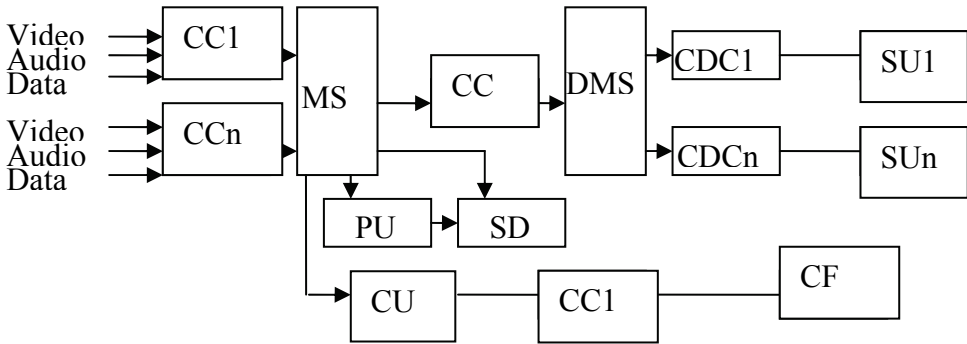 Video
Audio
Data
CC1
Video
Audio
Data
CCn
MS
CC
DMS
CDC1
SU1
CDCn
SUn
PU
SD
CU
CC1
CF